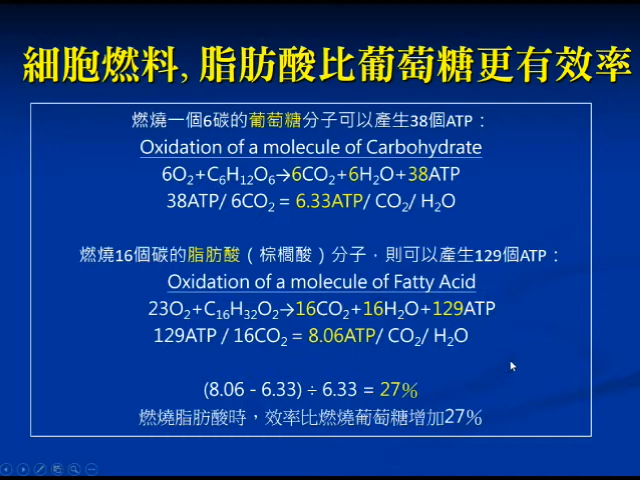 細胞燃料, 脂肪酸比葡萄糖更有效率
燃燒一個6碳的葡萄糖分子可以產生38個ATP：
Oxidation of a molecule of Carbohydrate
6O₂+C₆H₁₂O₆→6CO₂+6H₂O+38ATP
38ATP/ 6CO₂ = 6.33ATP/ CO₂/ H₂O
燃燒16個碳的脂肪酸（棕櫚酸）分子，則可以產生129個ATP：
Oxidation of a molecule of Fatty Acid
23O₂+C₁₆H₃₂O₂→16CO₂+16H₂O+129ATP
129ATP / 16CO₂ = 8.06ATP/ CO₂/ H₂O
(8.06 - 6.33) ÷ 6.33 = 27%
燃燒脂肪酸時，效率比燃燒葡萄糖增加27%